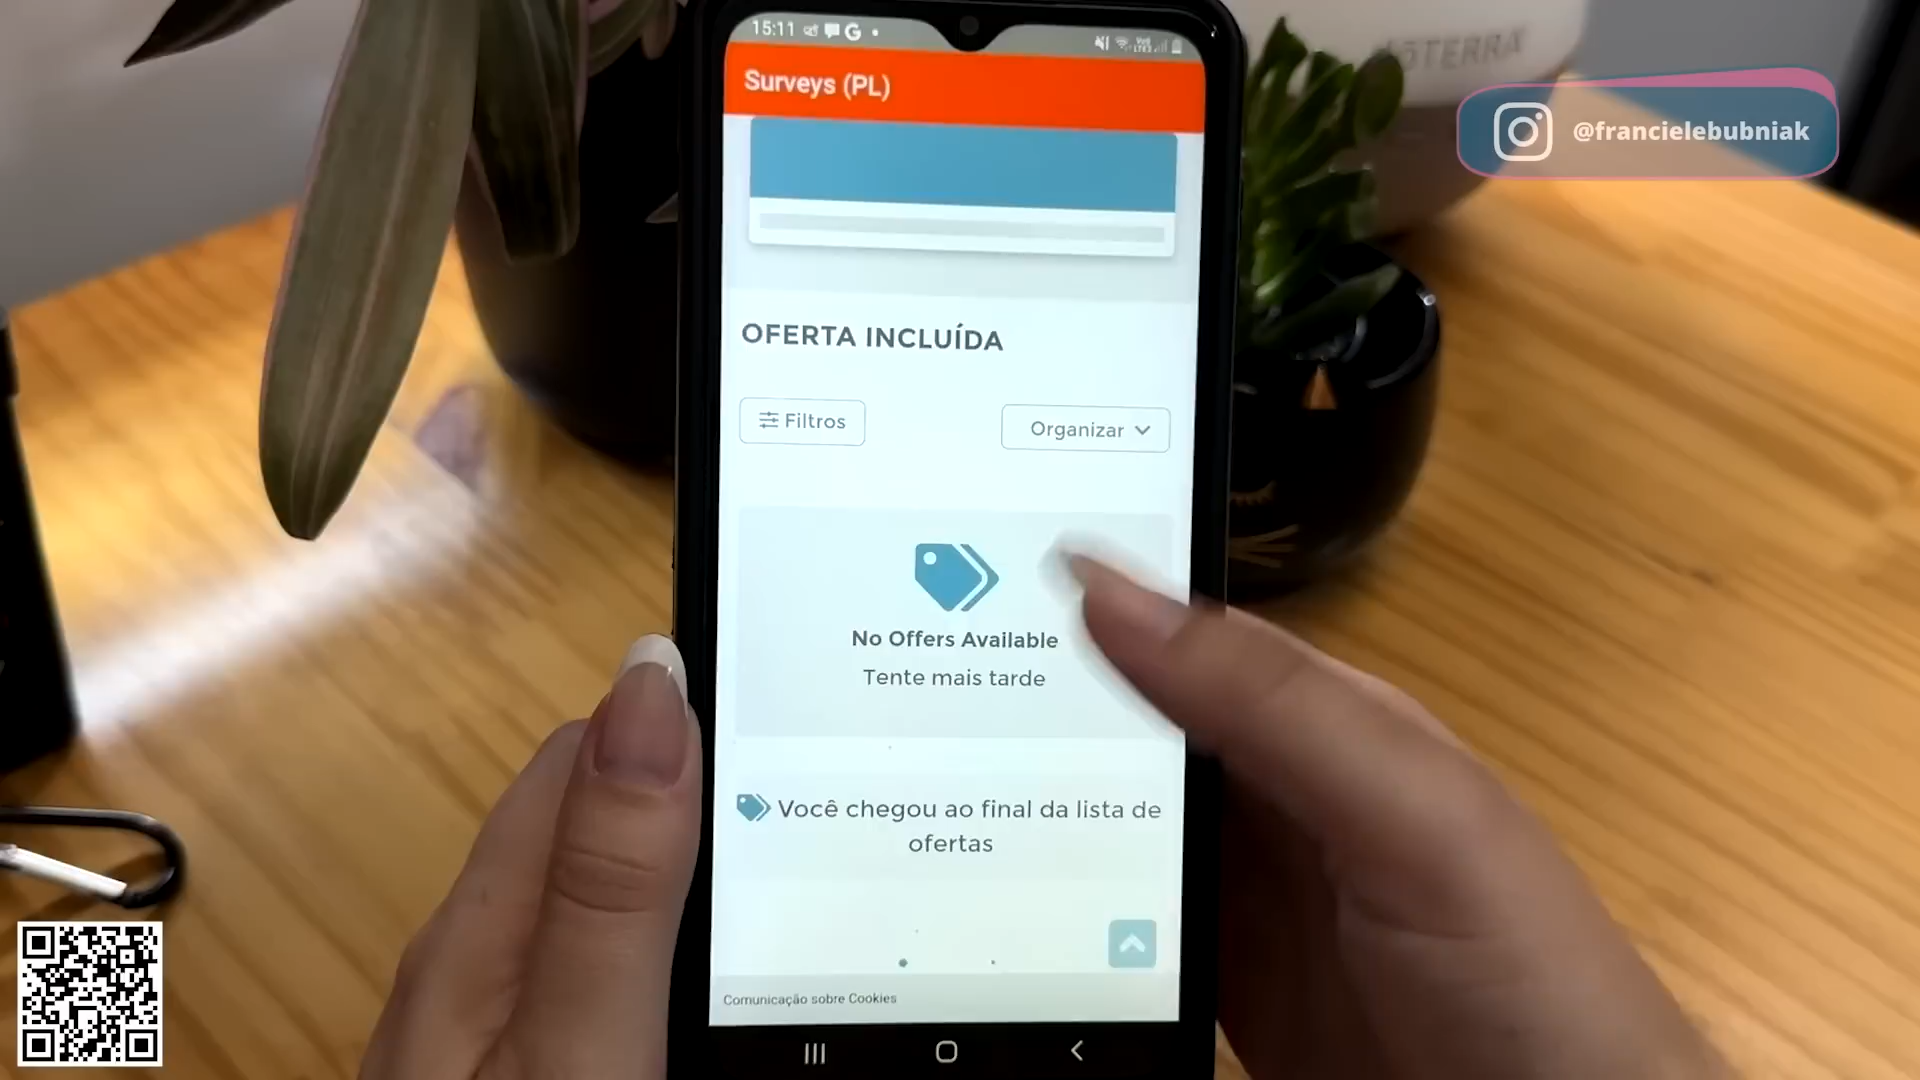 15:11
Surveys (PL)
ōTERRA
@francielebubniak
OFERTA INCLUÍDA
Filtros
Organizar
No Offers Available
Tente mais tarde
Você chegou ao final da lista de
ofertas
Comunicação sobre Cookies